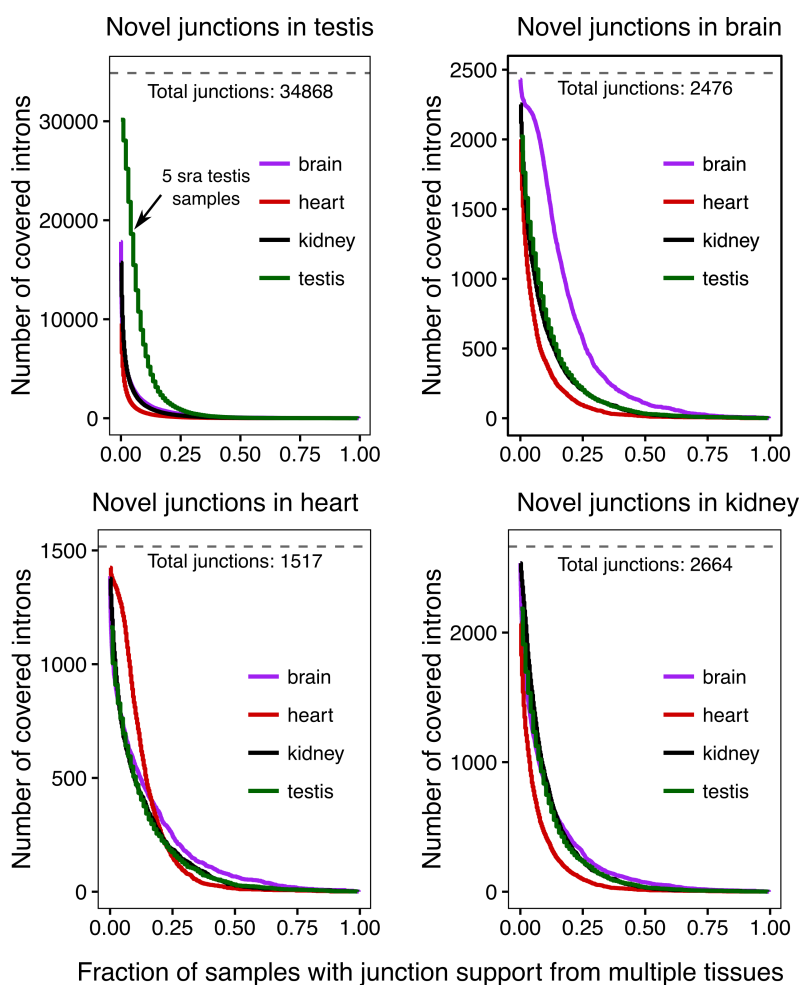 Novel junctions in testis
Number of covered introns
30000
20000
10000
0
Total junctions: 34868
5 sra testis
samples
brain
heart
kidney
testis
0.00 0.25 0.50 0.75 1.00
Novel junctions in brain
Number of covered introns
2500
2000
1500
1000
500
0
Total junctions: 2476
brain
heart
kidney
testis
0.00 0.25 0.50 0.75 1.00
Novel junctions in heart
Number of covered introns
1500
1000
500
0
Total junctions: 1517
brain
heart
kidney
testis
0.00 0.25 0.50 0.75 1.00
Novel junctions in kidney
Number of covered introns
2000
1000
0
Total junctions: 2664
brain
heart
kidney
testis
0.00 0.25 0.50 0.75 1.00
Fraction of samples with junction support from multiple tissues